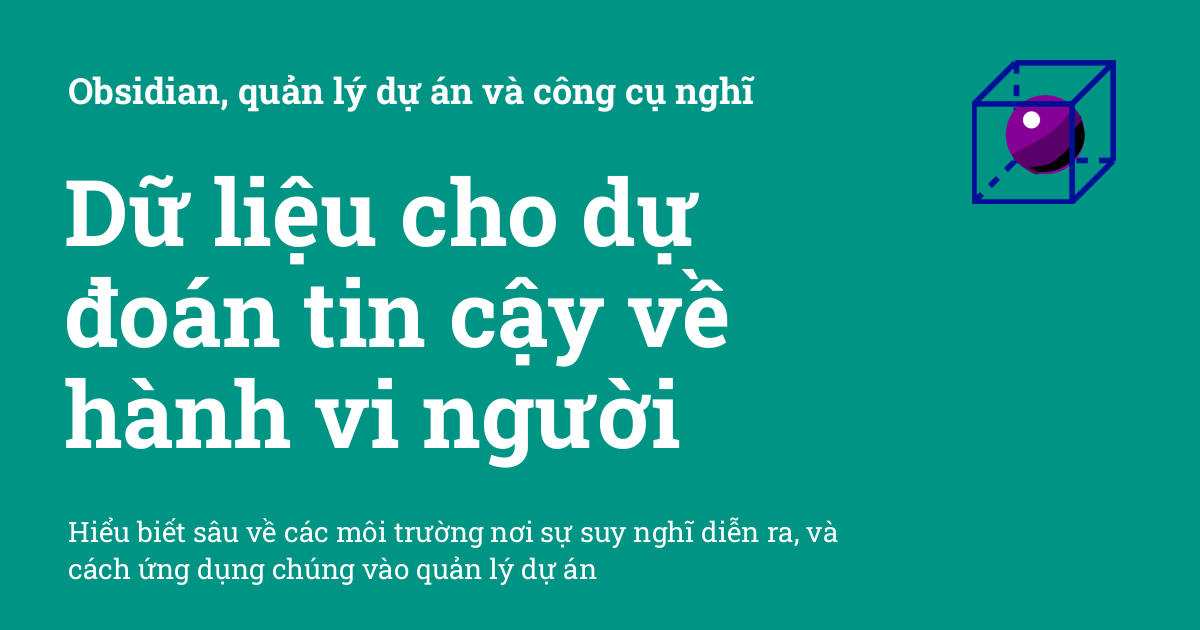 Obsidian, quản lý dự án và công cụ nghĩ
Dữ liệu cho dự
đoán tin cậy về
hành vi người
Hiểu biết sâu về các môi trường nơi sự suy nghĩ diễn ra, và
cách ứng dụng chúng vào quản lý dự án